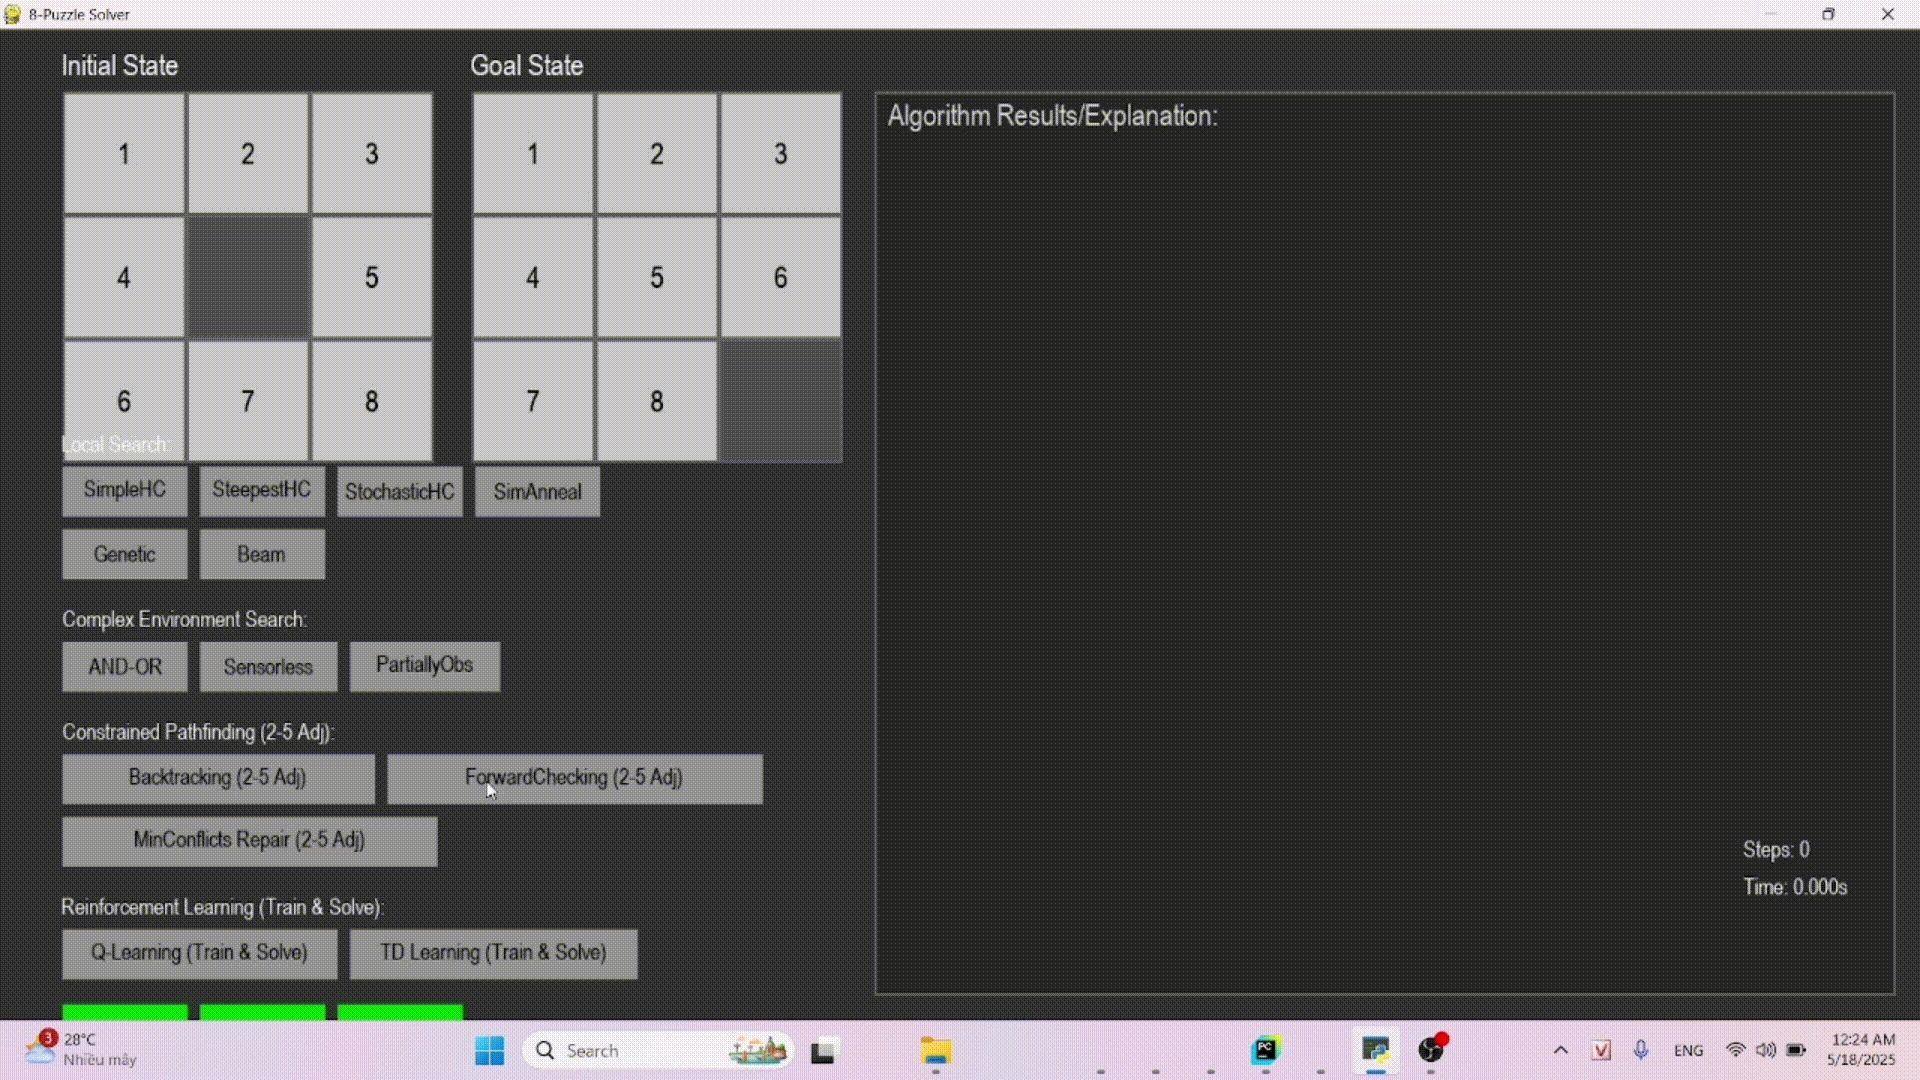 8-Puzzle Solver
Initial State
Goal State
1 2 3
4 5
6 7 8
1 2 3
4 5 6
7 8
Algorithm Results/Explanation:
Local Search:
SimpleHC SteepestHC StochasticHC SimAnneal
Genetic Beam
Complex Environment Search:
AND-OR Sensorless PartiallyObs
Constrained Pathfinding (2-5 Adj):
Backtracking (2-5 Adj) ForwardChecking (2-5 Adj)
MinConflicts Repair (2-5 Adj)
Reinforcement Learning (Train & Solve):
Q-Learning (Train & Solve) TD Learning (Train & Solve)
Steps: 0
Time: 0.000s
3
28°C
Nhiều mây
Search
PC
V
ENG
12:24 AM
5/18/2025